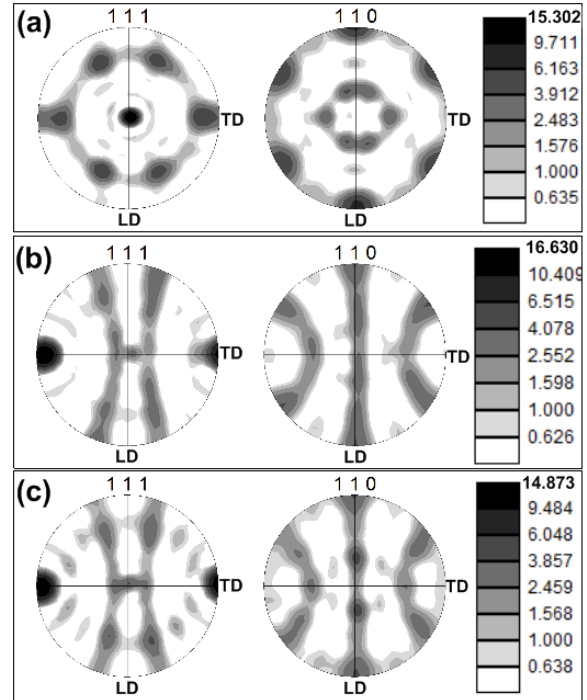 (a)
1 1 1
1 1 0
TD
TD
LD
LD
15.302
9.711
6.163
3.912
2.483
1.576
1.000
0.635
(b)
1 1 1
1 1 0
TD
TD
LD
LD
16.630
10.409
6.515
4.078
2.552
1.598
1.000
0.626
(c)
1 1 1
1 1 0
TD
TD
LD
LD
14.873
9.484
6.048
3.857
2.459
1.568
1.000
0.638